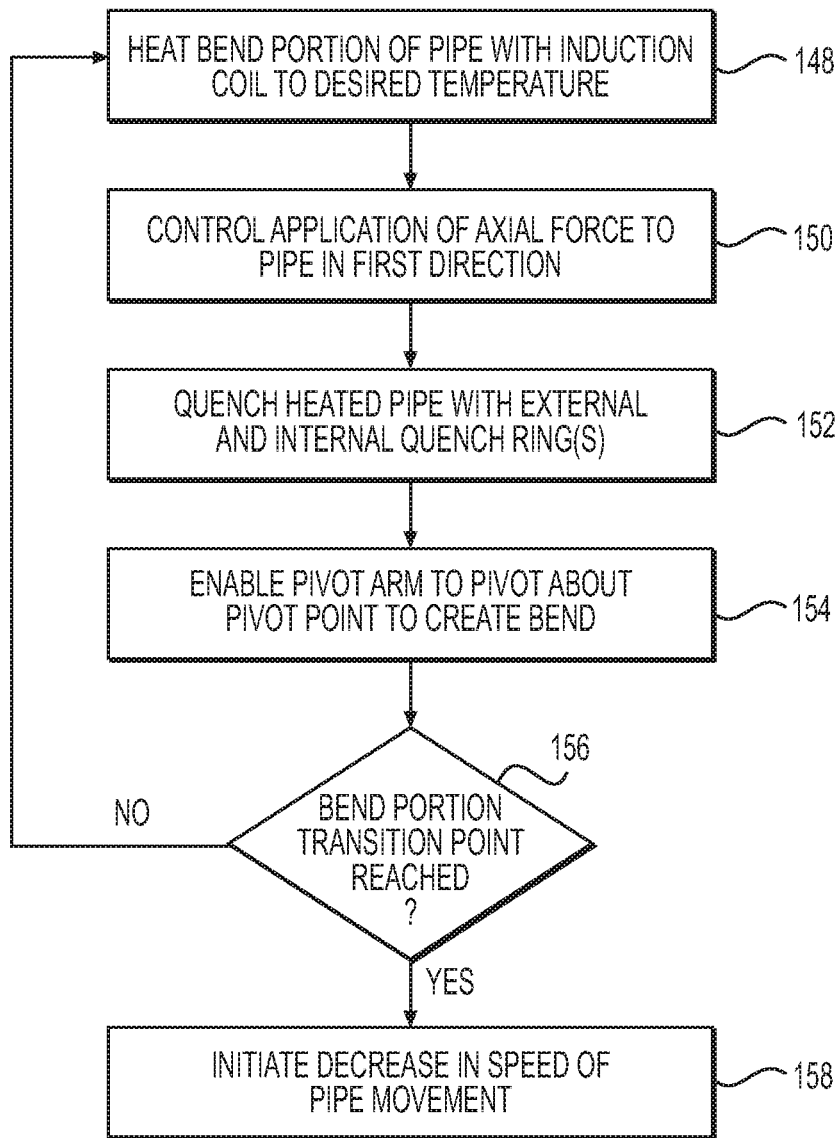 HEAT BEND PORTION OF PIPE WITH INDUCTION
COIL TO DESIRED TEMPERATURE
148
CONTROL APPLICATION OF AXIAL FORCE TO
PIPE IN FIRST DIRECTION
150
QUENCH HEATED PIPE WITH EXTERNAL
AND INTERNAL QUENCH RING(S)
152
ENABLE PIVOT ARM TO PIVOT ABOUT
PIVOT POINT TO CREATE BEND
154
156
NO
BEND PORTION
TRANSITION POINT
REACHED
?
YES
INITIATE DECREASE IN SPEED OF
PIPE MOVEMENT
158